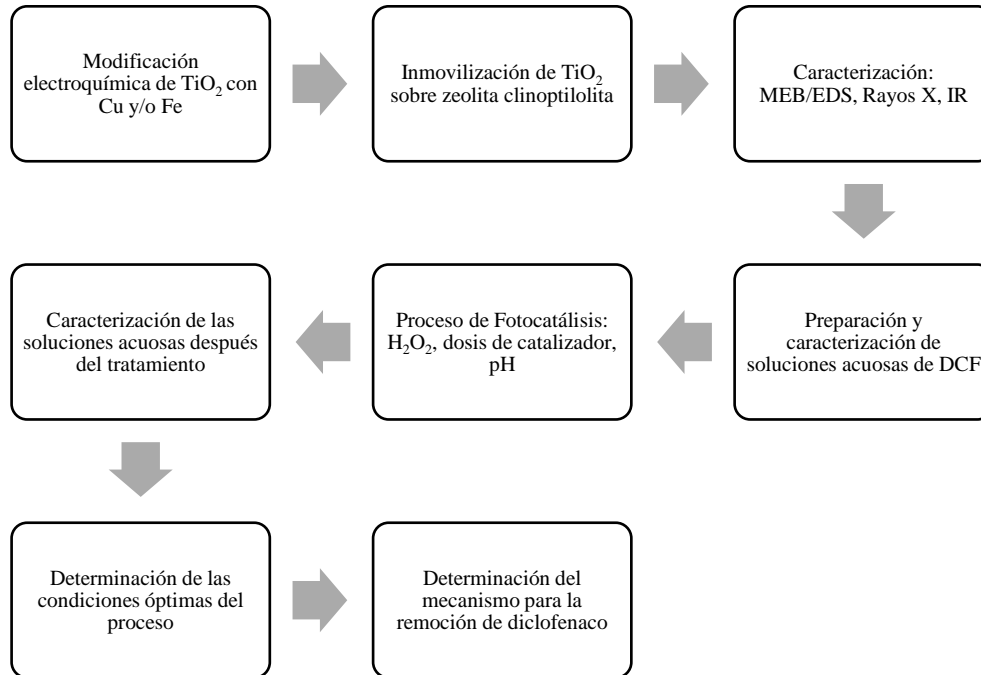 Modificación
electroquímica de TiO₂ con
Cu y/o Fe
Inmovilización de TiO₂
sobre zeolita clinoptilolita
Caracterización:
MEB/EDS, Rayos X, IR
Preparación y
caracterización de
soluciones acuosas de DCF
Proceso de Fotocatálisis:
H₂O₂, dosis de catalizador,
pH
Caracterización de las
soluciones acuosas después
del tratamiento
Determinación de las
condiciones óptimas del
proceso
Determinación del
mecanismo para la
remoción de diclofenaco